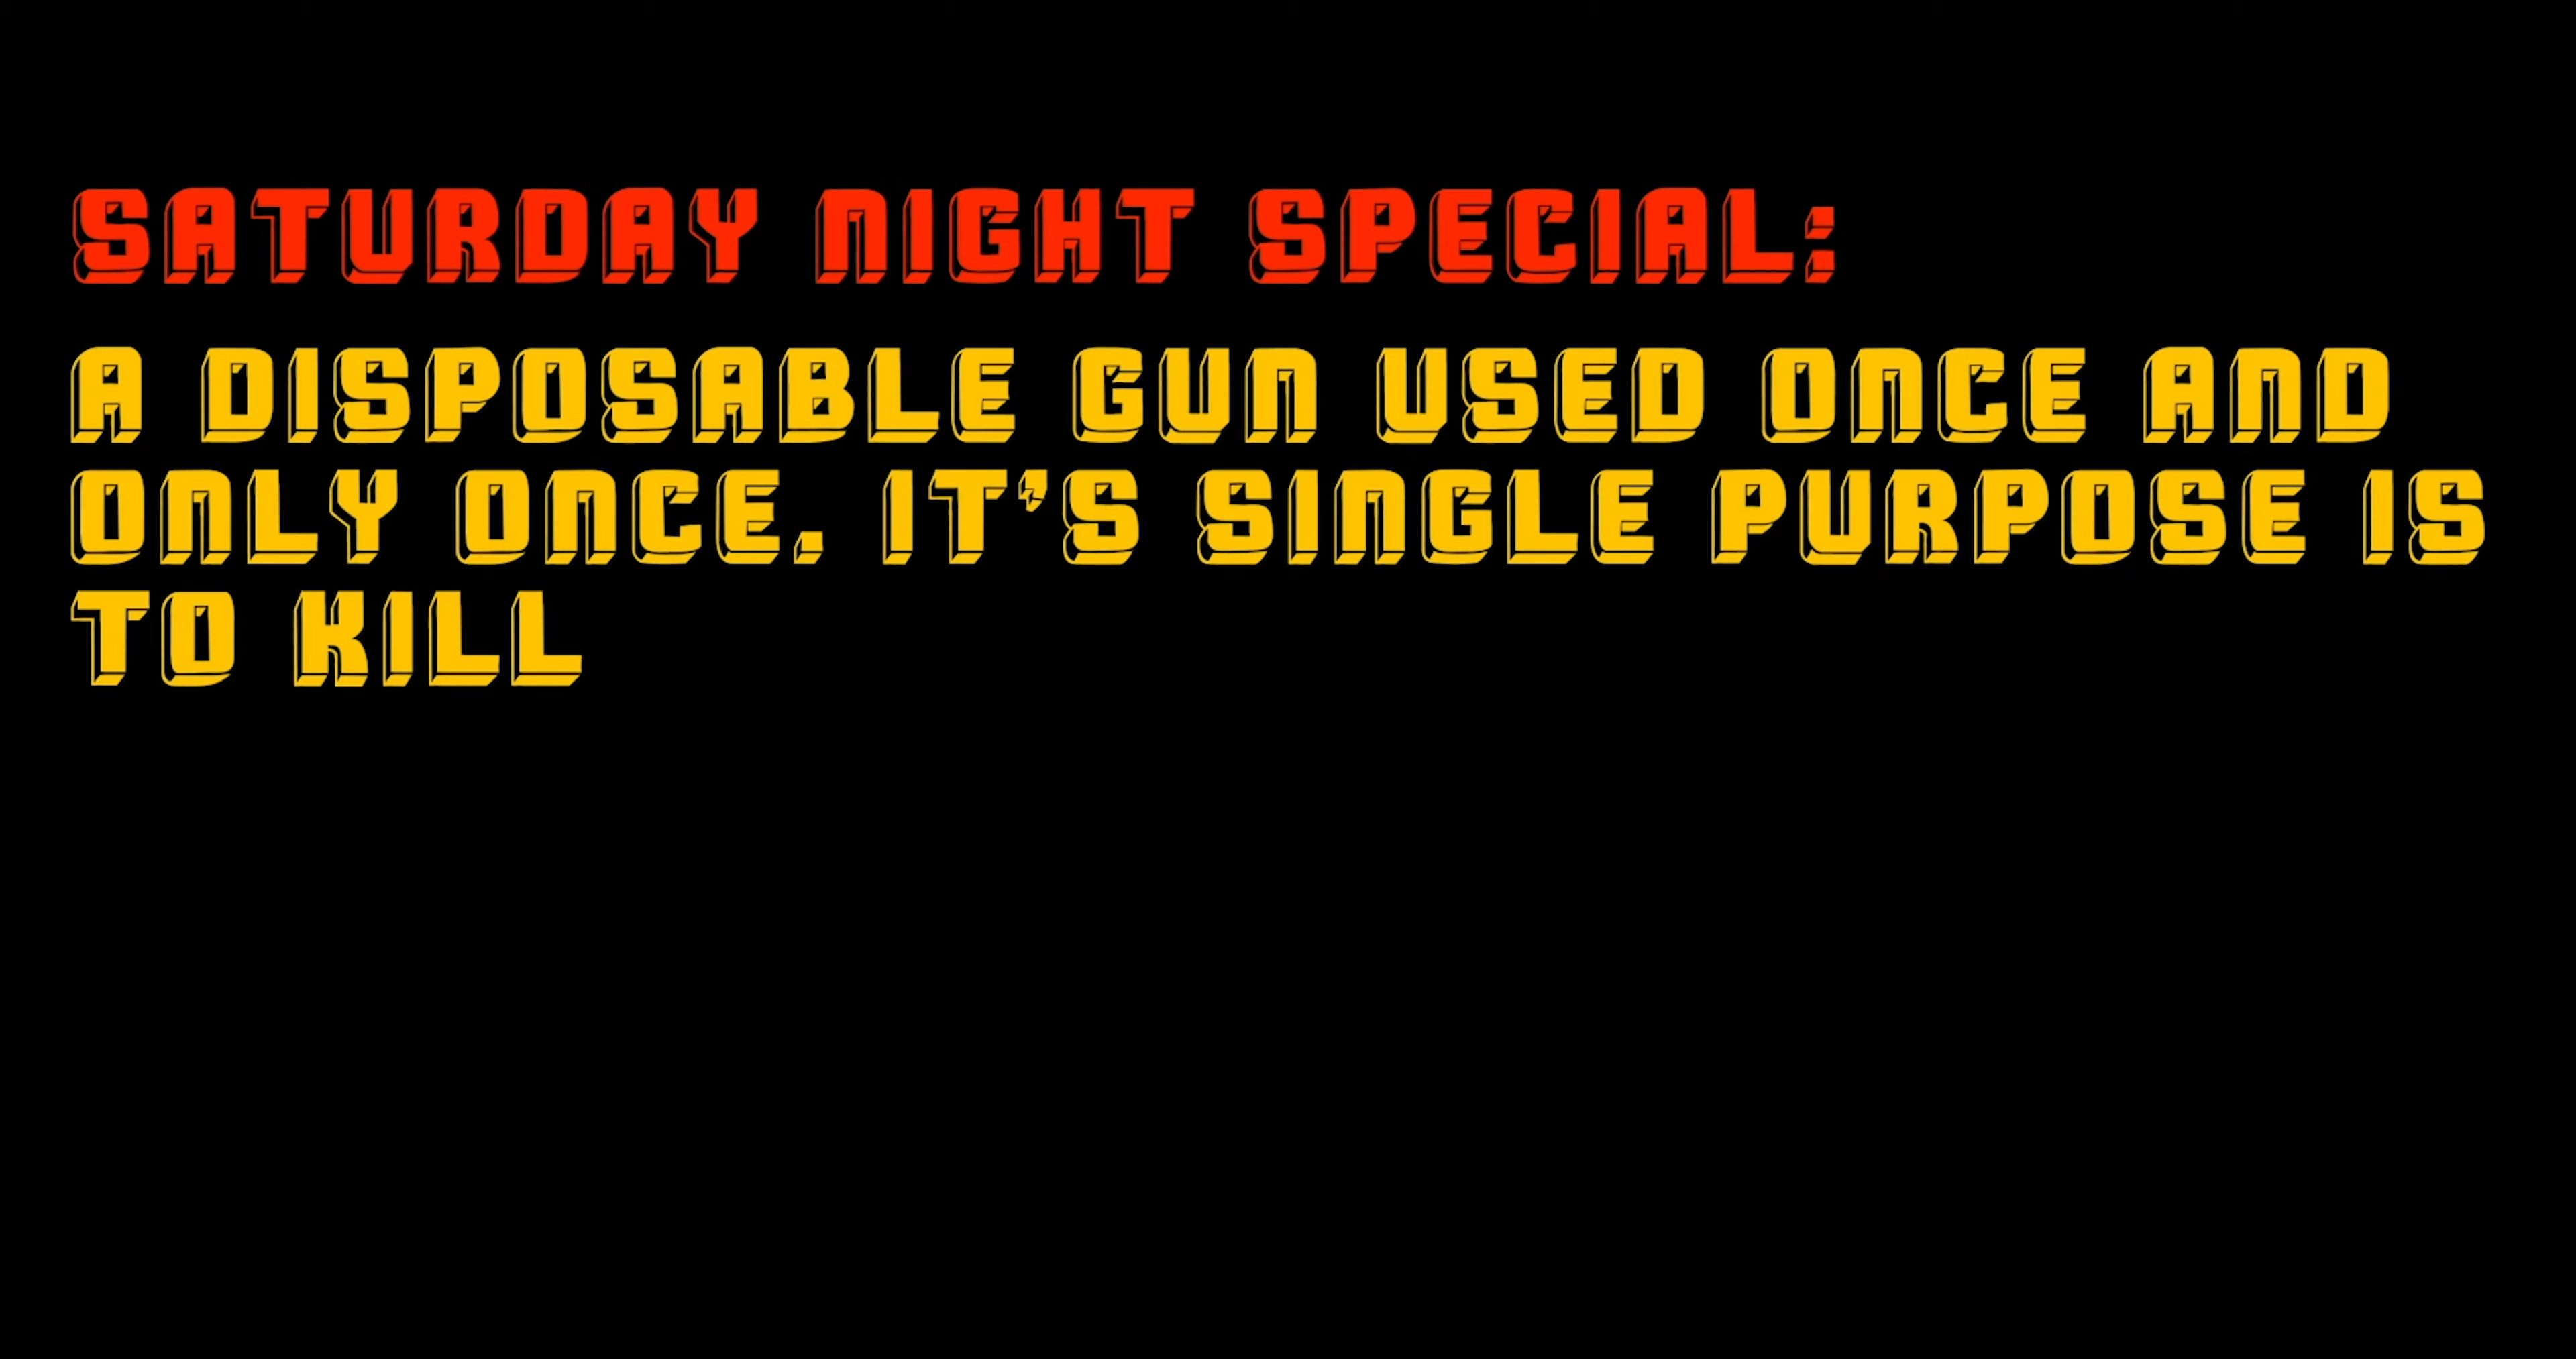 SATURDAY NIGHT SPECIAL:
A DISPOSABLE GUN USED ONCE AND
ONLY ONCE. IT'S SINGLE PURPOSE IS
TO KILL